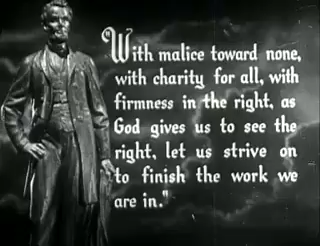 "With malice toward none,
with charity for all, with
firmness in the right, as
God gives us to see the
right, let us strive on
to finish the work we
are in."